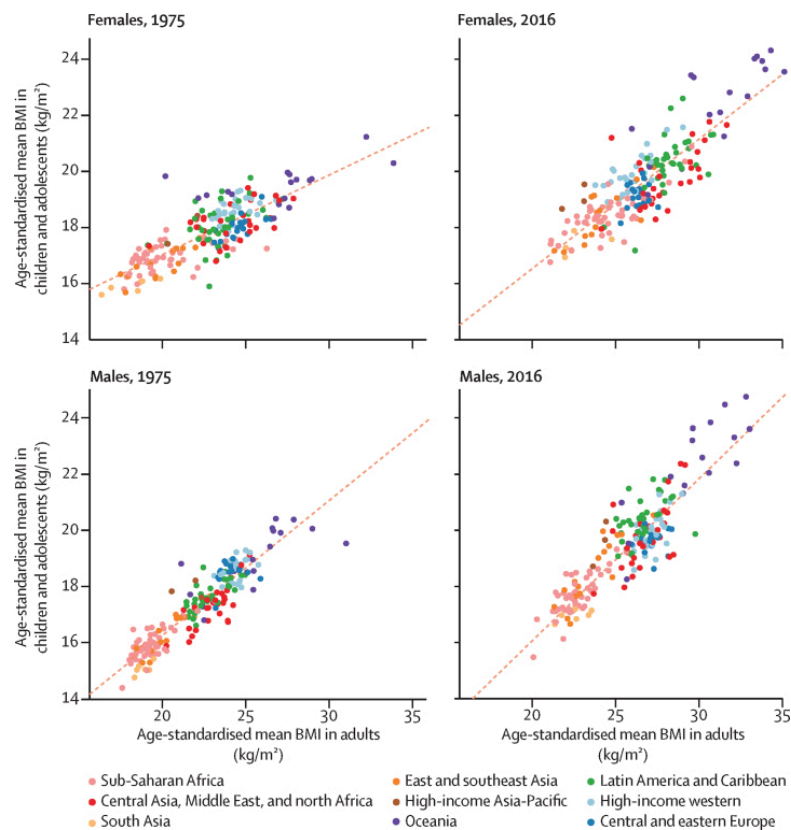 Females, 1975
Females, 2016
24
22
20
18
16
14
Age-standardised mean BMI in
children and adolescents (kg/m²)
Males, 1975
Males, 2016
24
22
20
18
16
14
Age-standardised mean BMI in
children and adolescents (kg/m²)
20
25
30
35
20
25
30
35
Age-standardised mean BMI in adults
(kg/m²)
Age-standardised mean BMI in adults
(kg/m²)
Sub-Saharan Africa
Central Asia, Middle East, and north Africa
South Asia
East and southeast Asia
High-income Asia-Pacific
Oceania
Latin America and Caribbean
High-income western
Central and eastern Europe